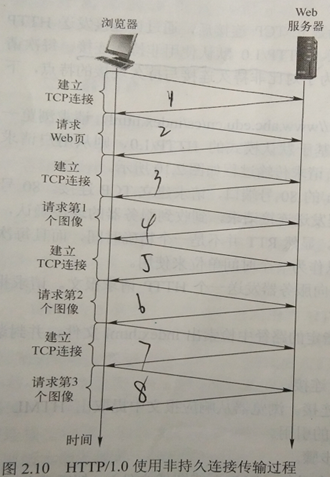 浏览器
Web
服务器
建立
TCP连接
1
请求
Web页
2
建立
TCP连接
3
请求第1
个图像
4
建立
TCP连接
5
请求第2
个图像
6
建立
TCP连接
7
请求第3
个图像
8
时间
图 2.10 HTTP/1.0 使用非持久连接传输过程